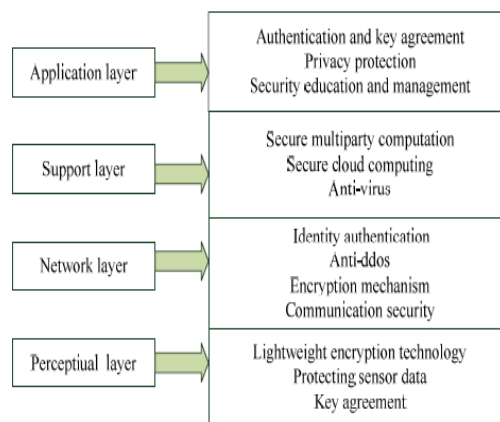 Application layer
Authentication and key agreement
Privacy protection
Security education and management
Support layer
Secure multiparty computation
Secure cloud computing
Anti-virus
Network layer
Identity authentication
Anti-ddos
Encryption mechanism
Communication security
Perceptiual layer
Lightweight encryption technology
Protecting sensor data
Key agreement